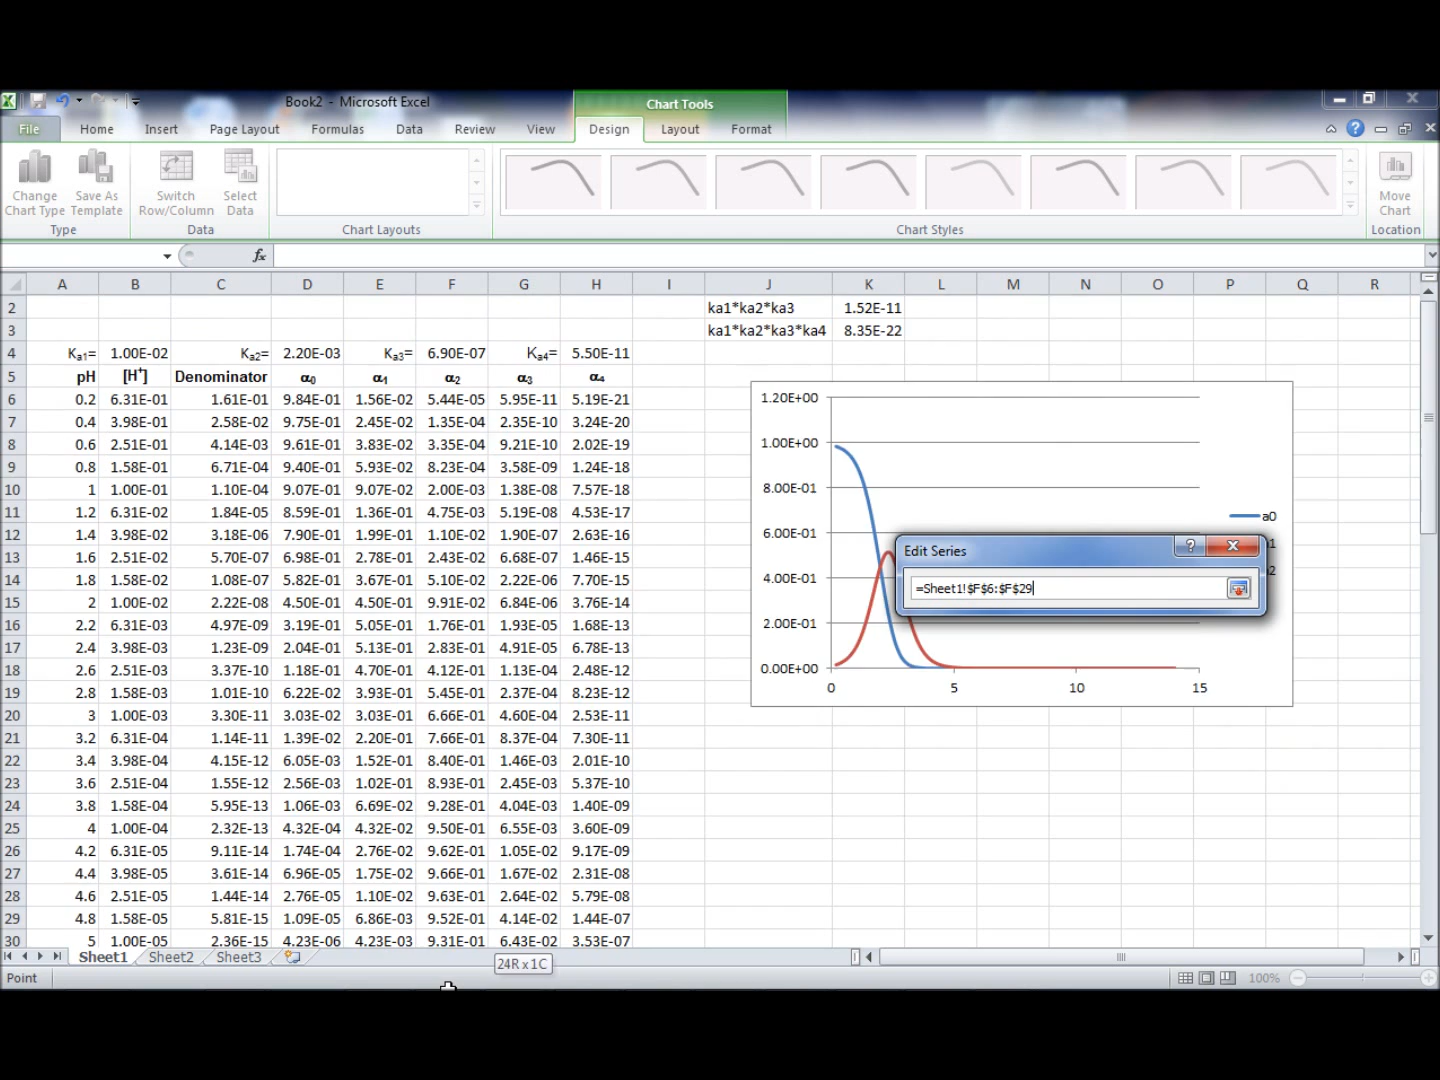 Book2 - Microsoft Excel
Chart Tools
File Home Insert Page Layout Formulas Data Review View Design Layout Format
Change Chart Type
Save As Template
Switch Row/Column
Select Data
Move Chart
Type Data Chart Layouts Chart Styles Location
fx
A B C D E F G H I J K L M N O P Q R
2 ka1*ka2*ka3 1.52E-11
3 ka1*ka2*ka3*ka4 8.35E-22
4 Ka1= 1.00E-02 Ka2= 2.20E-03 Ka3= 6.90E-07 Ka4= 5.50E-11
5 pH [H+] Denominator α0 α1 α2 α3 α4
6 0.2 6.31E-01 1.61E-01 9.84E-01 1.56E-02 5.44E-05 5.95E-11 5.19E-21
7 0.4 3.98E-01 2.58E-02 9.75E-01 2.45E-02 1.35E-04 2.35E-10 3.24E-20
8 0.6 2.51E-01 4.14E-03 9.61E-01 3.83E-02 3.35E-04 9.21E-10 2.02E-19
9 0.8 1.58E-01 6.71E-04 9.40E-01 5.93E-02 8.23E-04 3.58E-09 1.24E-18
10 1 1.00E-01 1.10E-04 9.07E-01 9.07E-02 2.00E-03 1.38E-08 7.57E-18
11 1.2 6.31E-02 1.84E-05 8.59E-01 1.36E-01 4.75E-03 5.19E-08 4.53E-17
12 1.4 3.98E-02 3.18E-06 7.90E-01 1.99E-01 1.10E-02 1.90E-07 2.63E-16
13 1.6 2.51E-02 5.70E-07 6.98E-01 2.78E-01 2.43E-02 6.68E-07 1.46E-15
14 1.8 1.58E-02 1.08E-07 5.82E-01 3.67E-01 5.10E-02 2.22E-06 7.70E-15
15 2 1.00E-02 2.22E-08 4.50E-01 4.50E-01 9.91E-02 6.84E-06 3.76E-14
16 2.2 6.31E-03 4.97E-09 3.19E-01 5.05E-01 1.76E-01 1.93E-05 1.68E-13
17 2.4 3.98E-03 1.23E-09 2.04E-01 5.13E-01 2.83E-01 4.91E-05 6.78E-13
18 2.6 2.51E-03 3.37E-10 1.18E-01 4.70E-01 4.12E-01 1.13E-04 2.48E-12
19 2.8 1.58E-03 1.01E-10 6.22E-02 3.93E-01 5.45E-01 2.37E-04 8.23E-12
20 3 1.00E-03 3.30E-11 3.03E-02 3.03E-01 6.66E-01 4.60E-04 2.53E-11
21 3.2 6.31E-04 1.14E-11 1.39E-02 2.20E-01 7.66E-01 8.37E-04 7.30E-11
22 3.4 3.98E-04 4.15E-12 6.05E-03 1.52E-01 8.40E-01 1.46E-03 2.01E-10
23 3.6 2.51E-04 1.55E-12 2.56E-03 1.02E-01 8.93E-01 2.45E-03 5.37E-10
24 3.8 1.58E-04 5.95E-13 1.06E-03 6.69E-02 9.28E-01 4.04E-03 1.40E-09
25 4 1.00E-04 2.32E-13 4.32E-04 4.32E-02 9.50E-01 6.55E-03 3.60E-09
26 4.2 6.31E-05 9.11E-14 1.74E-04 2.76E-02 9.62E-01 1.05E-02 9.17E-09
27 4.4 3.98E-05 3.61E-14 6.96E-05 1.75E-02 9.66E-01 1.67E-02 2.31E-08
28 4.6 2.51E-05 1.44E-14 2.76E-05 1.10E-02 9.63E-01 2.64E-02 5.79E-08
29 4.8 1.58E-05 5.81E-15 1.09E-05 6.86E-03 9.52E-01 4.14E-02 1.44E-07
30 5 1.00E-05 2.36E-15 4.23E-06 4.23E-03 9.31E-01 6.43E-02 3.53E-07
1.20E+00
1.00E+00
8.00E-01
6.00E-01
4.00E-01
2.00E-01
0.00E+00
0 5 10 15
a0
1
2
Edit Series
=Sheet1!$F$6:$F$29
Sheet1 Sheet2 Sheet3
24R x 1C
Point
100%